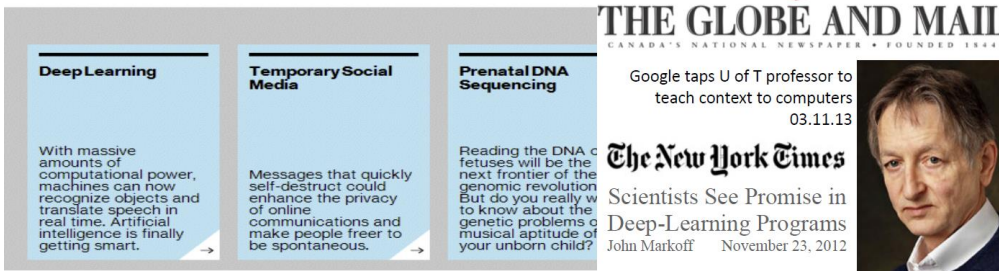 Deep Learning
With massive
amounts of
computational power,
machines can now
recognize objects and
translate speech in
real time. Artificial
intelligence is finally
getting smart.
→
Temporary Social
Media
Messages that quickly
self-destruct could
enhance the privacy
of online
communications and
make people freer to
be spontaneous.
→
Prenatal DNA
Sequencing
Reading the DNA
fetuses will be the
next frontier of the
genomic revolution
But do you really
to know about the
genetic problems
musical aptitude of
your unborn child?
THE GLOBE AND MAIL
CANADA'S NATIONAL NEWSPAPER • FOUNDED 1844
Google taps U of T professor to
teach context to computers
03.11.13
The New York Times
Scientists See Promise in
Deep-Learning Programs
John Markoff November 23, 2012